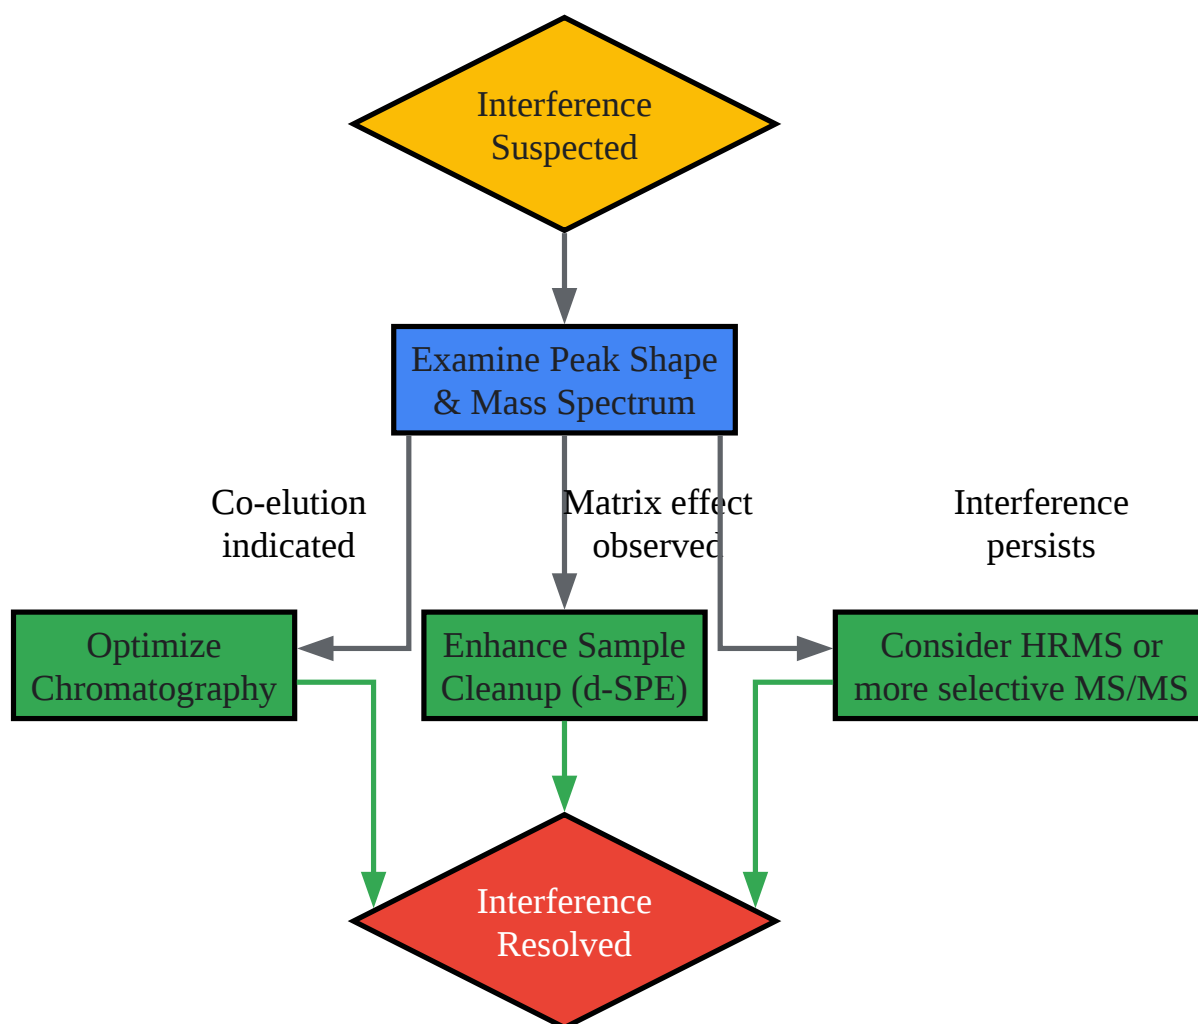 Interference
Suspected
Examine Peak Shape
& Mass Spectrum
Co-elution
indicated
Matrix effect
observed
Interference
persists
Optimize
Chromatography
Enhance Sample
Cleanup (d-SPE)
Consider HRMS or
more selective MS/MS
Interference
Resolved